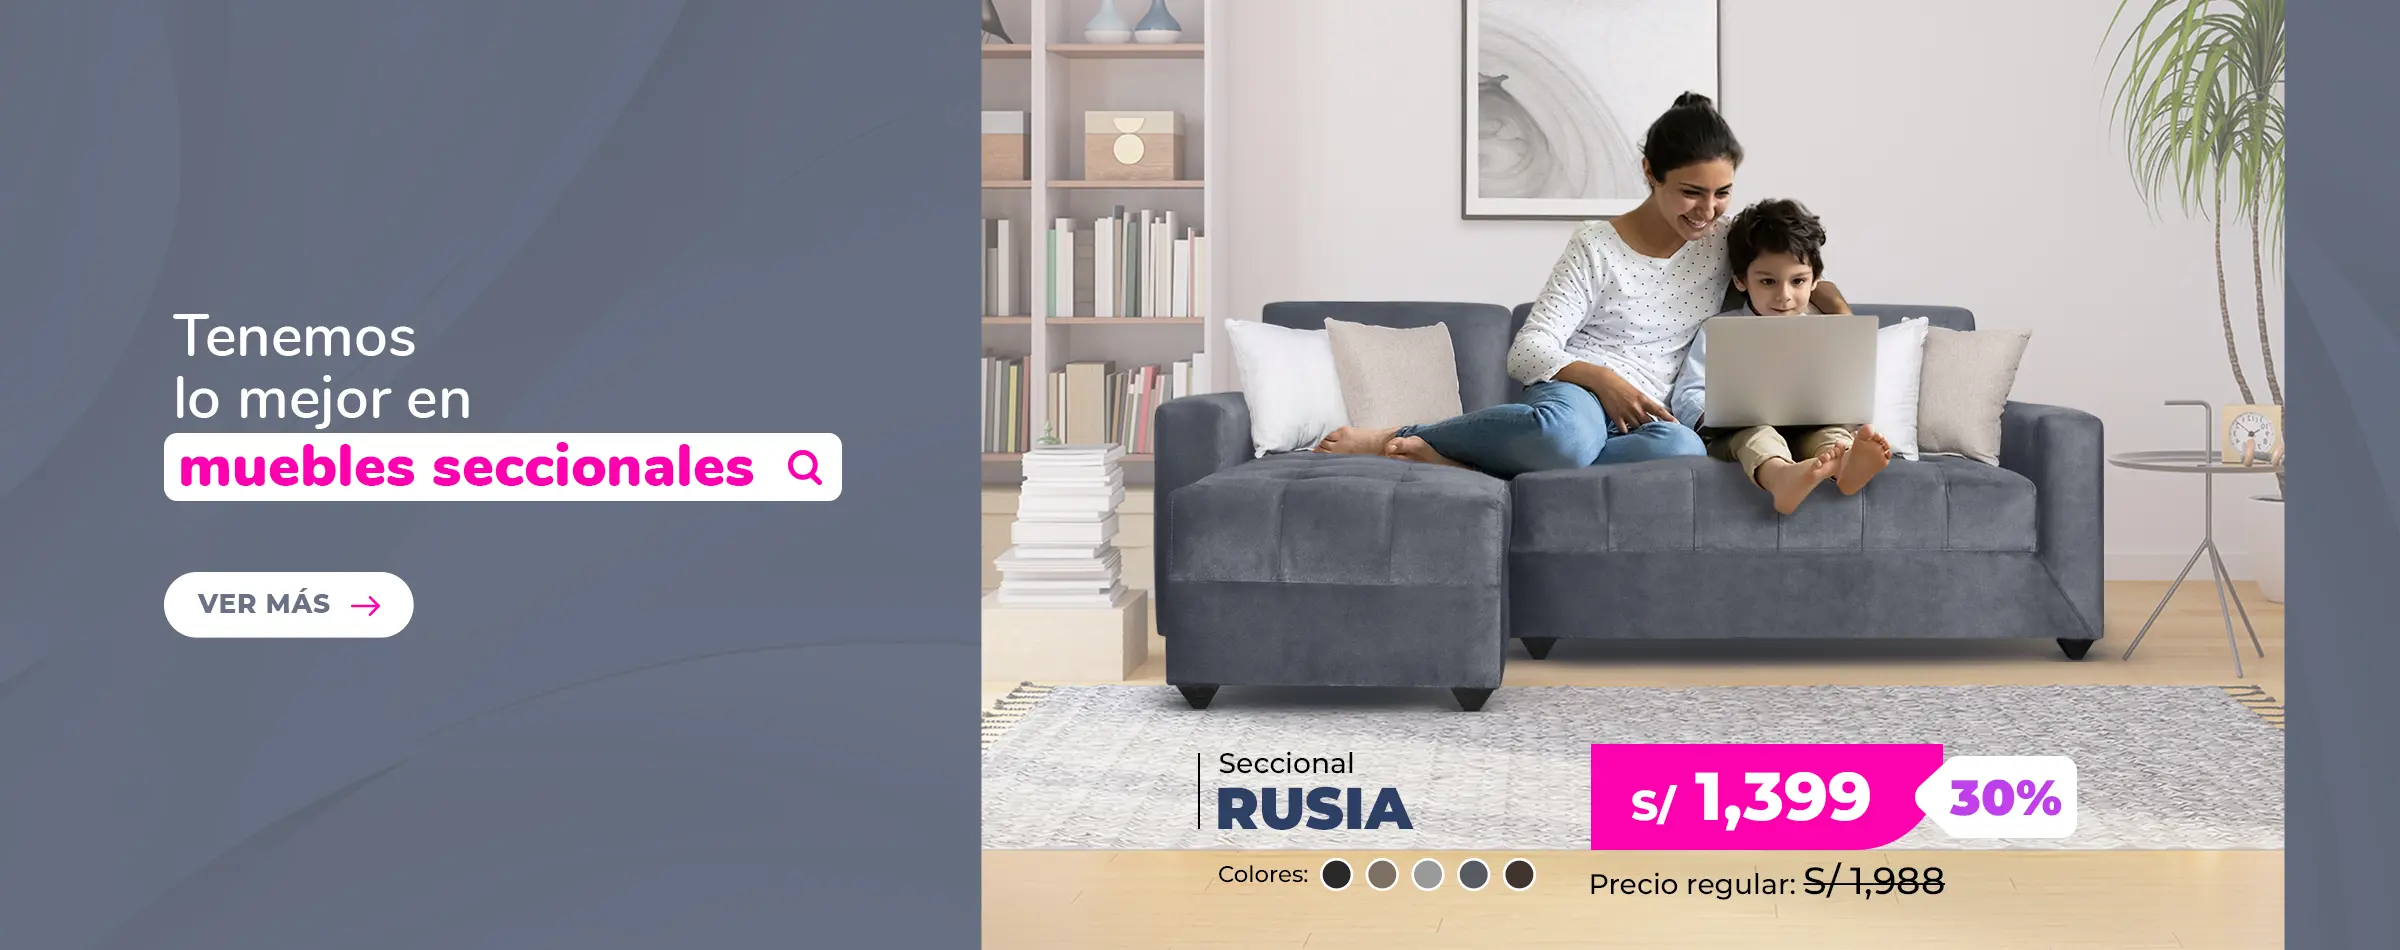 Tenemos
lo mejor en
muebles seccionales
VER MÁS
Seccional
RUSIA
Colores:
S/ 1,399
30%
Precio regular: S/ 1,988